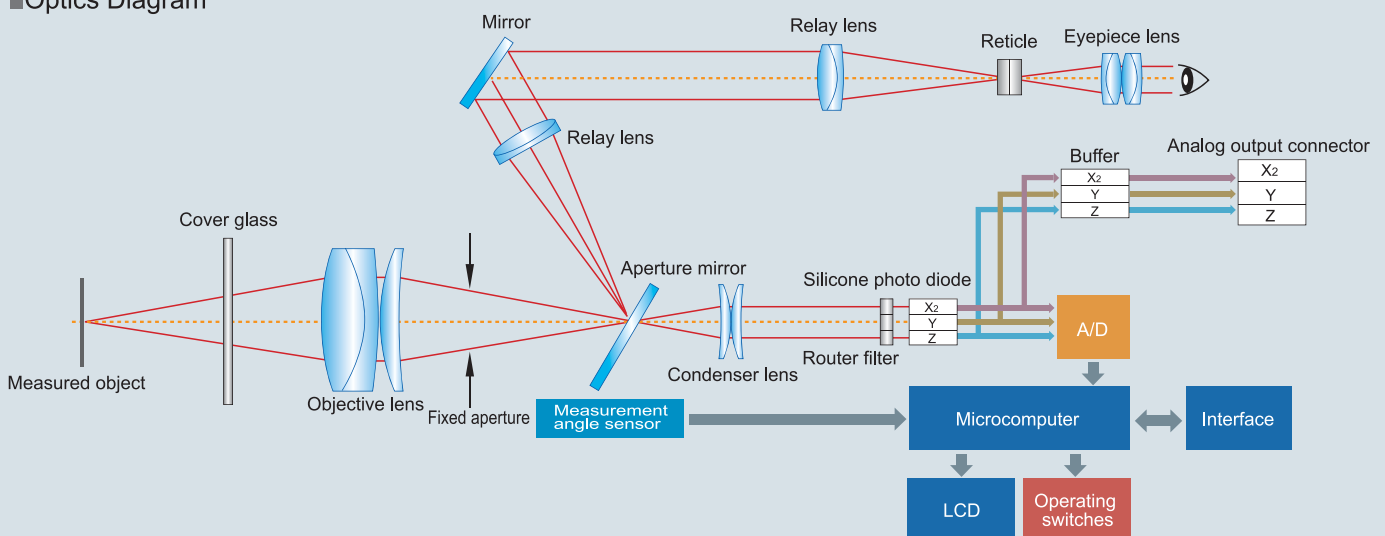 ■Optics Diagram
Mirror
Relay lens
Reticle
Eyepiece lens
Relay lens
Buffer
X2
Y
Z
Analog output connector
X2
Y
Z
Cover glass
Aperture mirror
Silicone photo diode
X2
Y
Z
A/D
Measured object
Objective lens
Fixed aperture
Condenser lens
Router filter
Measurement
angle sensor
Microcomputer
Interface
LCD
Operating
switches